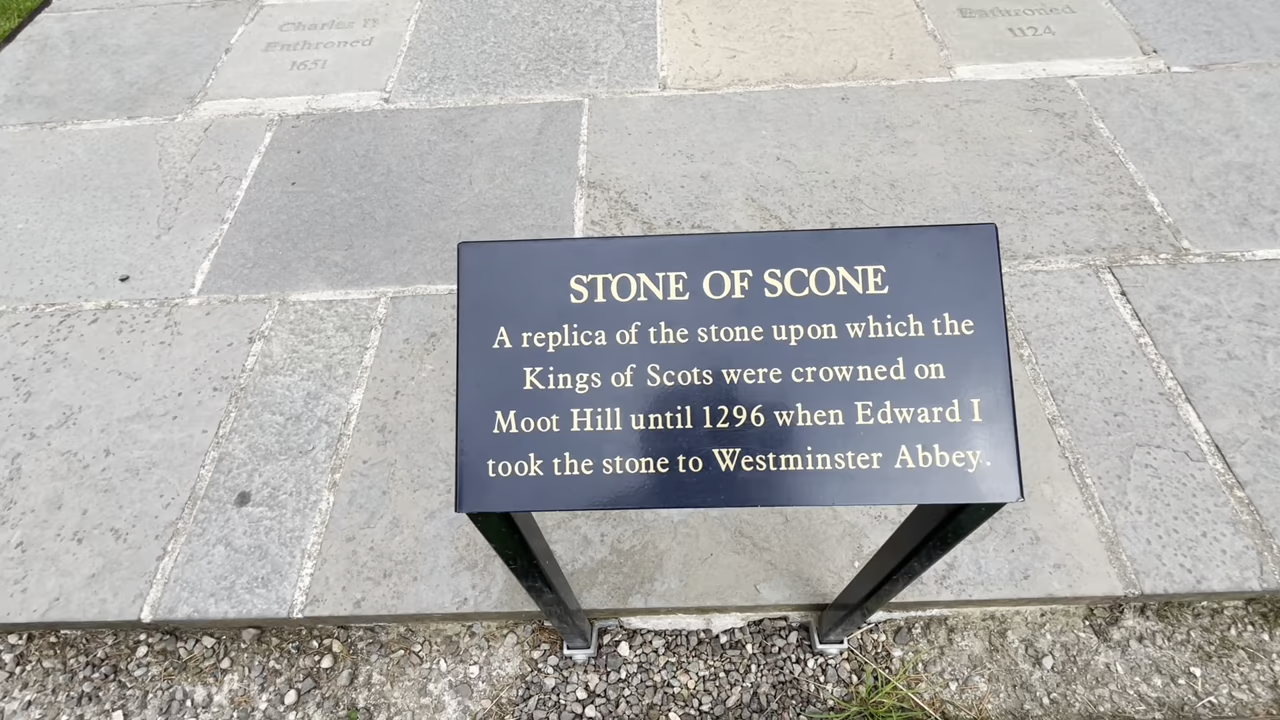 Charles II
Enthroned
1651
Enthroned
1124
STONE OF SCONE
A replica of the stone upon which the
Kings of Scots were crowned on
Moot Hill until 1296 when Edward I
took the stone to Westminster Abbey.